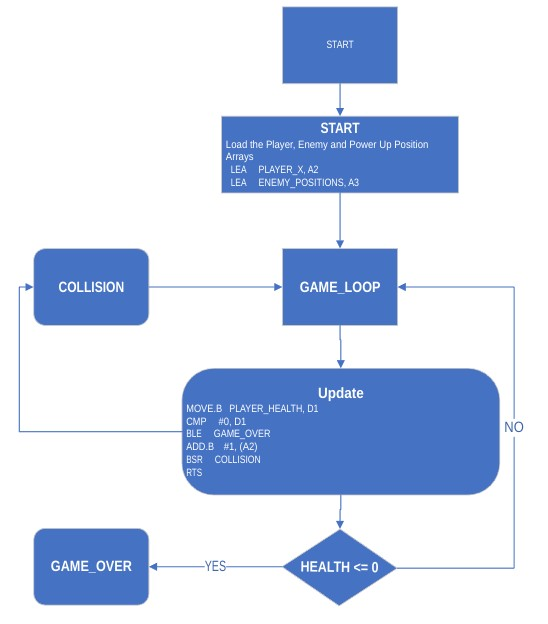 START
START
Load the Player, Enemy and Power Up Position
Arrays
LEA PLAYER_X, A2
LEA ENEMY_POSITIONS, A3
COLLISION
GAME_LOOP
Update
MOVE.B PLAYER_HEALTH, D1
CMP #0, D1
BLE GAME_OVER
ADD.B #1, (A2)
BSR COLLISION
RTS
NO
GAME_OVER
YES
HEALTH <= 0